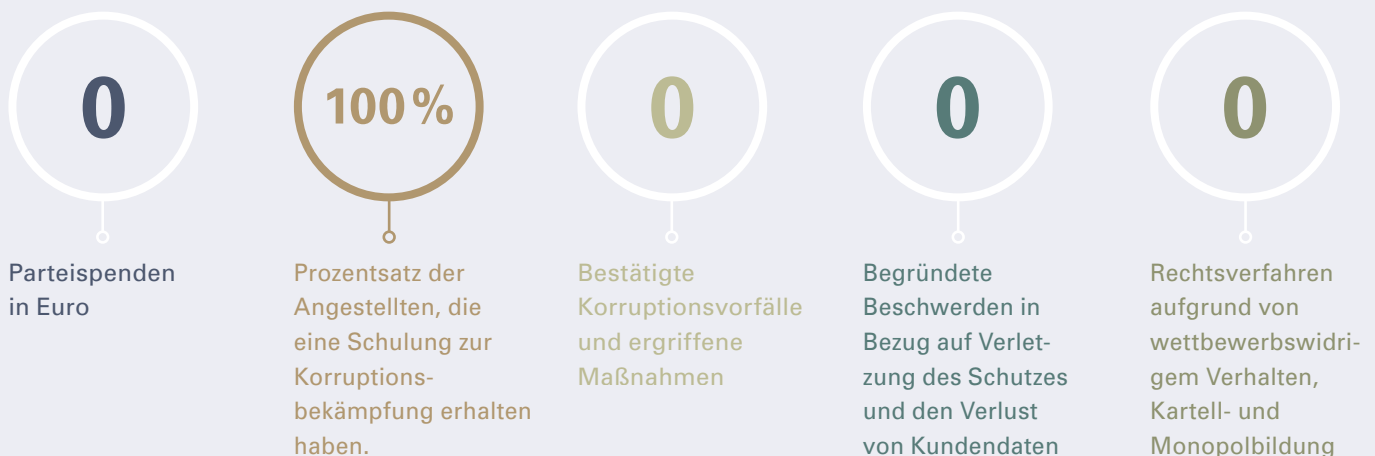 0
Parteispenden
in Euro
100 %
Prozentsatz der
Angestellten, die
eine Schulung zur
Korruptions-
bekämpfung erhalten
haben.
0
Bestätigte
Korruptionsvorfälle
und ergriffene
Maßnahmen
0
Begründete
Beschwerden in
Bezug auf Verlet-
zung des Schutzes
und den Verlust
von Kundendaten
0
Rechtsverfahren
aufgrund von
wettbewerbswidri-
gem Verhalten,
Kartell- und
Monopolbildung